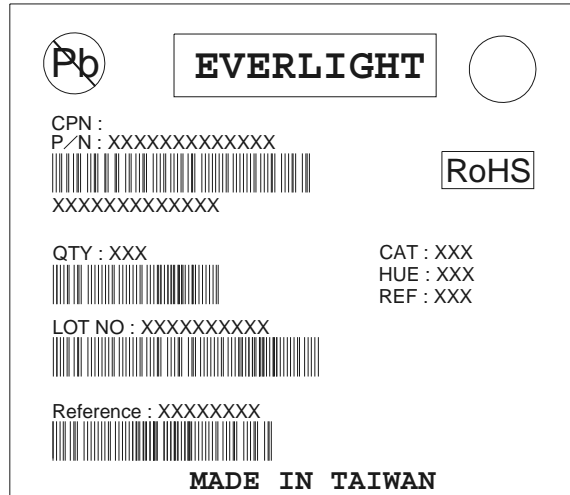 Pb
EVERLIGHT
CPN :
P/N : XXXXXXXXXXXXX
RoHS
XXXXXXXXXXXXX
QTY : XXX
CAT : XXX
HUE : XXX
REF : XXX
LOT NO : XXXXXXXXXX
Reference : XXXXXXXX
MADE IN TAIWAN